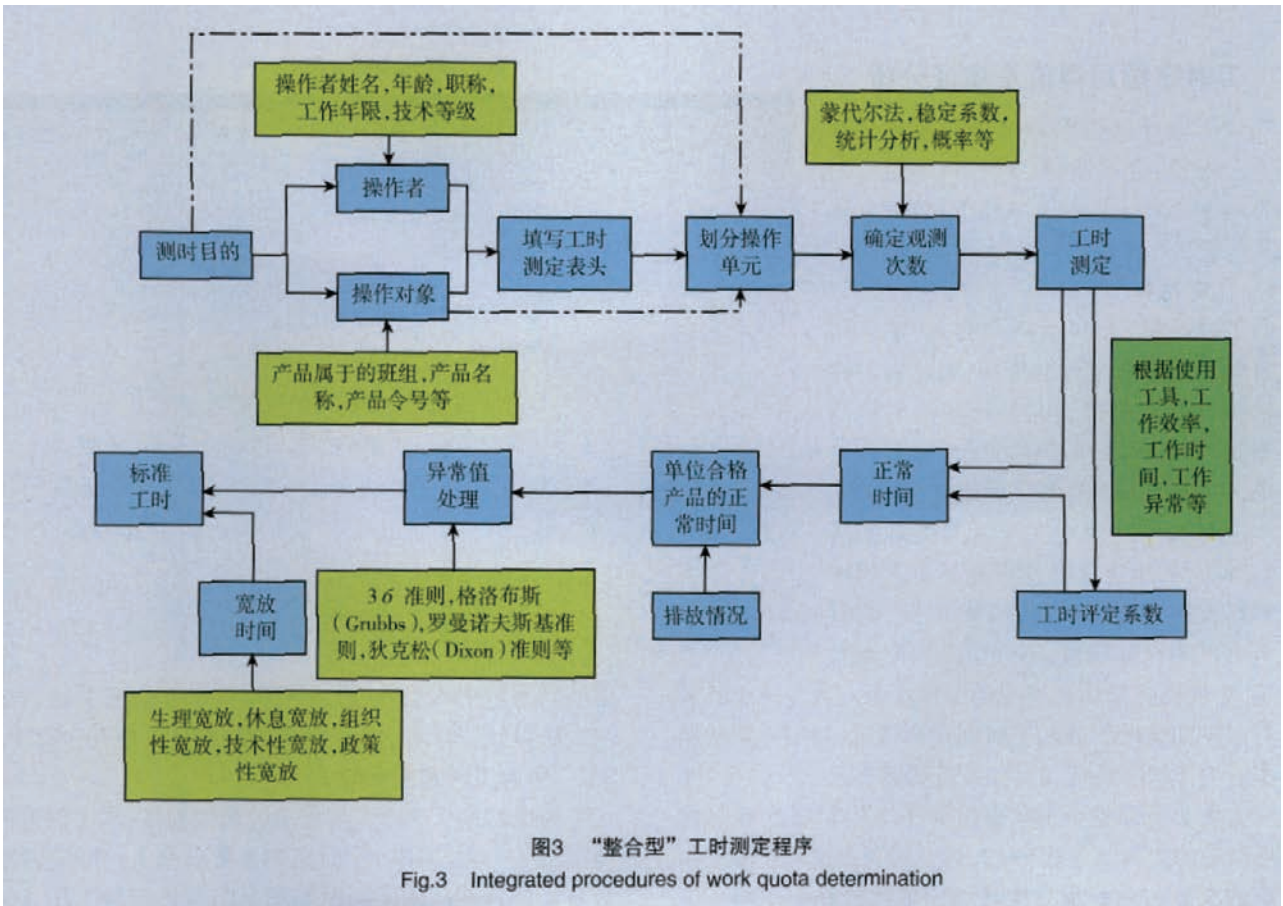 操作者姓名,年龄,职称,
工作年限,技术等级
蒙代尔法,稳定系数,
统计分析,概率等
操作者
测时目的
填写工时
测定表头
划分操作
单元
确定观测
次数
工时
测定
操作对象
产品属于的班组,产品名
称,产品令号等
根据使用
工具,工
作效率,
工作时
间,工作
异常等
标准
工时
异常值
处理
单位合格
产品的正
常时间
正常
时间
宽放
时间
3б 准则,格洛布斯
(Grubbs),罗曼诺夫斯基准
则,狄克松(Dixon)准则等
排故情况
工时评定系数
生理宽放,休息宽放,组织
性宽放,技术性宽放,政策
性宽放
图3 “整合型”工时测定程序
Fig.3 Integrated procedures of work quota determination